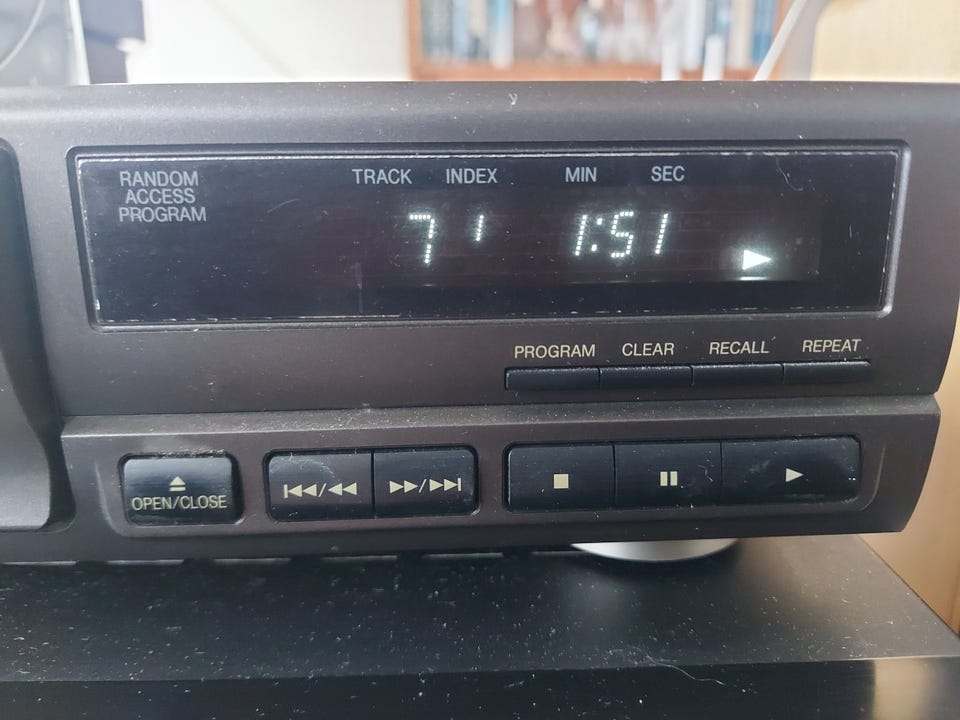 RANDOM
ACCESS
PROGRAM
TRACK INDEX MIN SEC
7 1 1:51
PROGRAM CLEAR RECALL REPEAT
OPEN/CLOSE